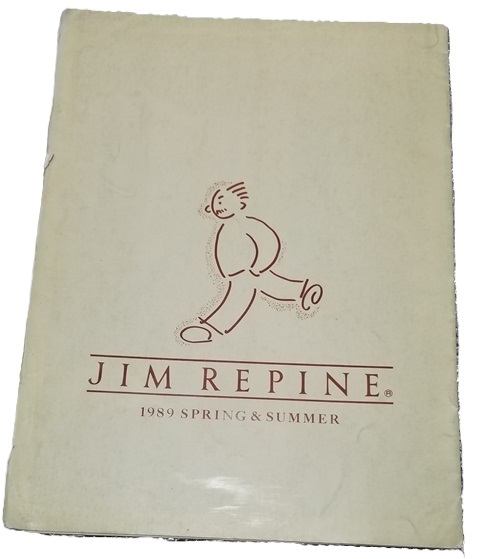 JIM REPINE®
1989 SPRING & SUMMER